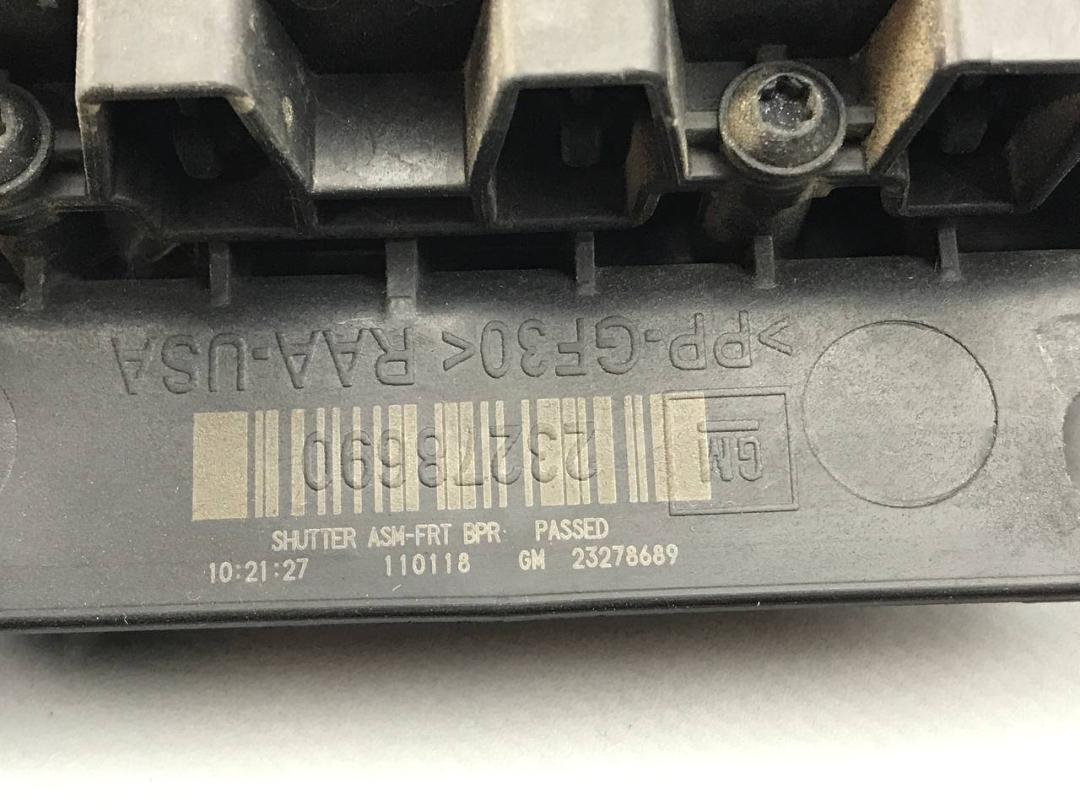 >PP-GF30< RAA-USA
GM 23278690
SHUTTER ASM-FRT BPR PASSED
10:21:27 110118 GM 23278689